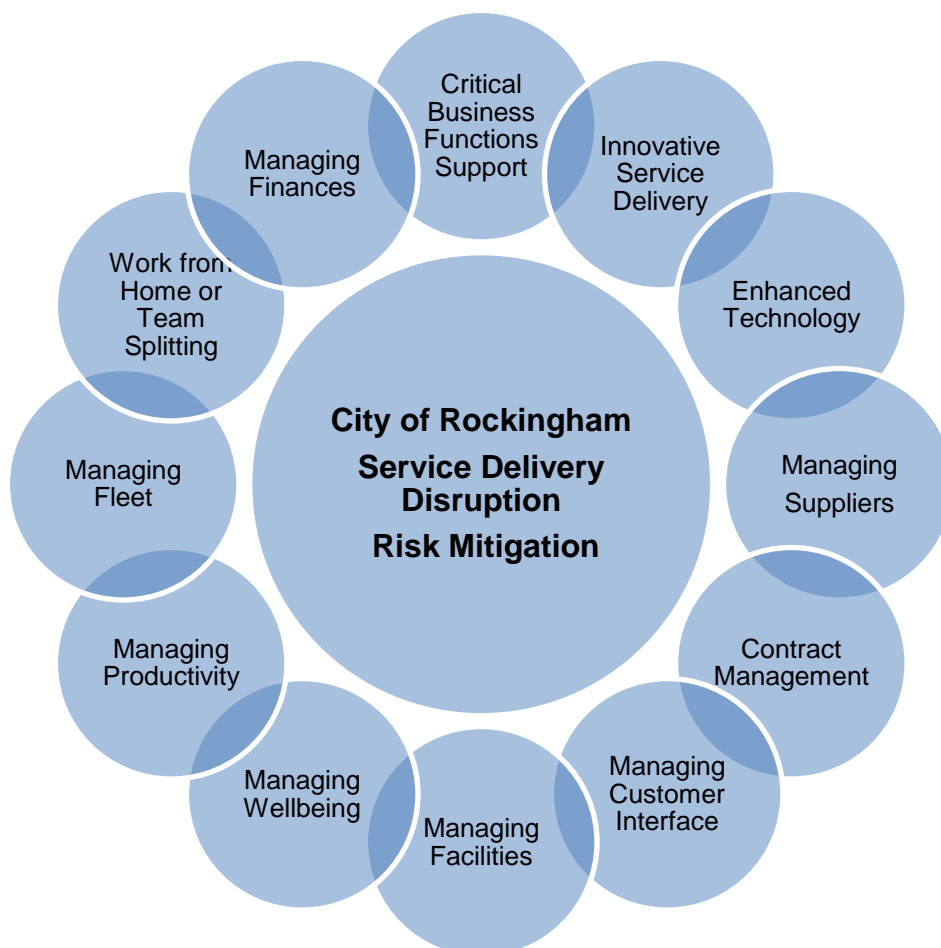 Critical
Business
Functions
Support
Innovative
Service
Delivery
Enhanced
Technology
Managing
Suppliers
Contract
Management
Managing
Customer
Interface
Managing
Facilities
Managing
Wellbeing
Managing
Productivity
Managing
Fleet
Work from
Home or
Team
Splitting
Managing
Finances
City of Rockingham
Service Delivery
Disruption
Risk Mitigation